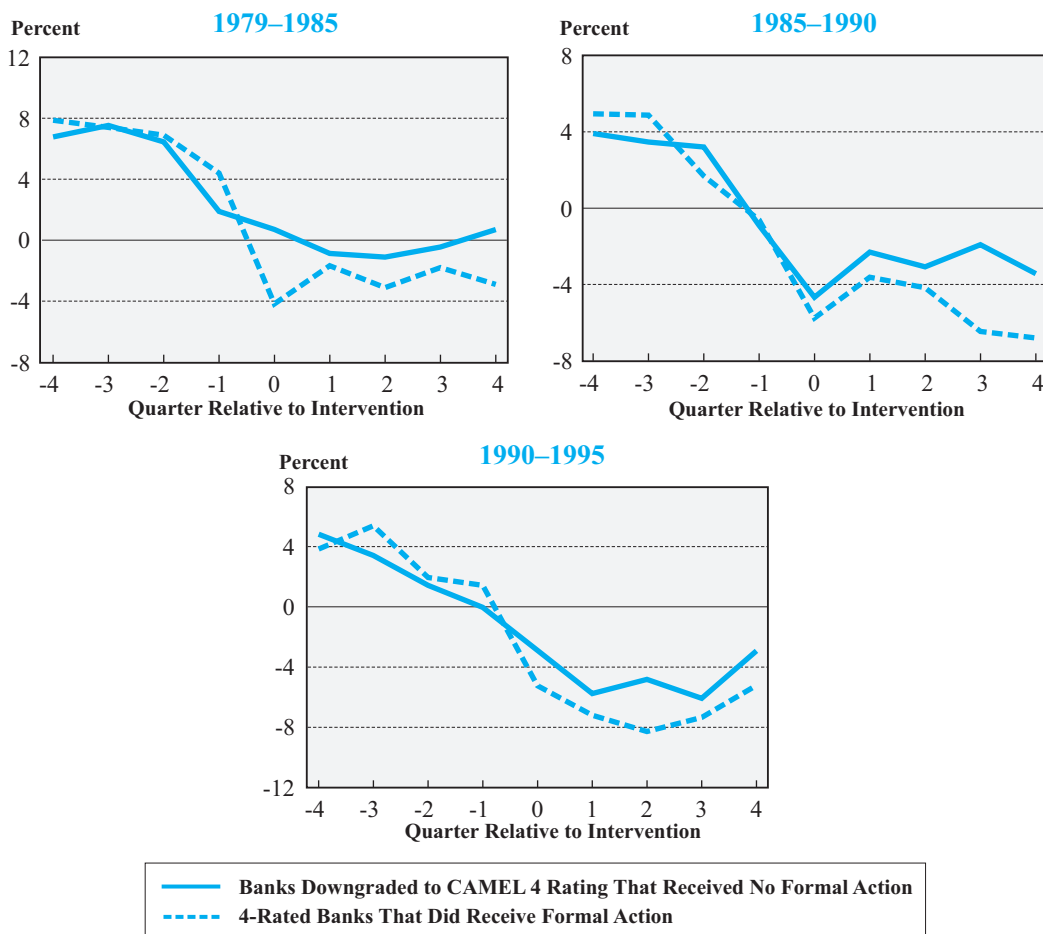 Percent
1979–1985
12
8
4
0
-4
-8
-4 -3 -2 -1 0 1 2 3 4
Quarter Relative to Intervention
Percent
1985–1990
8
4
0
-4
-8
-4 -3 -2 -1 0 1 2 3 4
Quarter Relative to Intervention
Percent
1990–1995
8
4
0
-4
-8
-12
-4 -3 -2 -1 0 1 2 3 4
Quarter Relative to Intervention
Banks Downgraded to CAMEL 4 Rating That Received No Formal Action
4-Rated Banks That Did Receive Formal Action